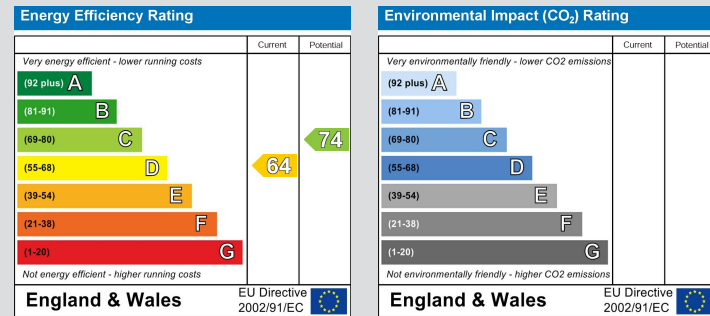 Energy Efficiency Rating
Current Potential
Very energy efficient - lower running costs
(92 plus) A
(81-91) B
(69-80) C
74
(55-68) D
64
(39-54) E
(21-38) F
(1-20) G
Not energy efficient - higher running costs
England & Wales
EU Directive
2002/91/EC
Environmental Impact (CO₂) Rating
Current Potential
Very environmentally friendly - lower CO2 emissions
(92 plus) A
(81-91) B
(69-80) C
(55-68) D
(39-54) E
(21-38) F
(1-20) G
Not environmentally friendly - higher CO2 emissions
England & Wales
EU Directive
2002/91/EC